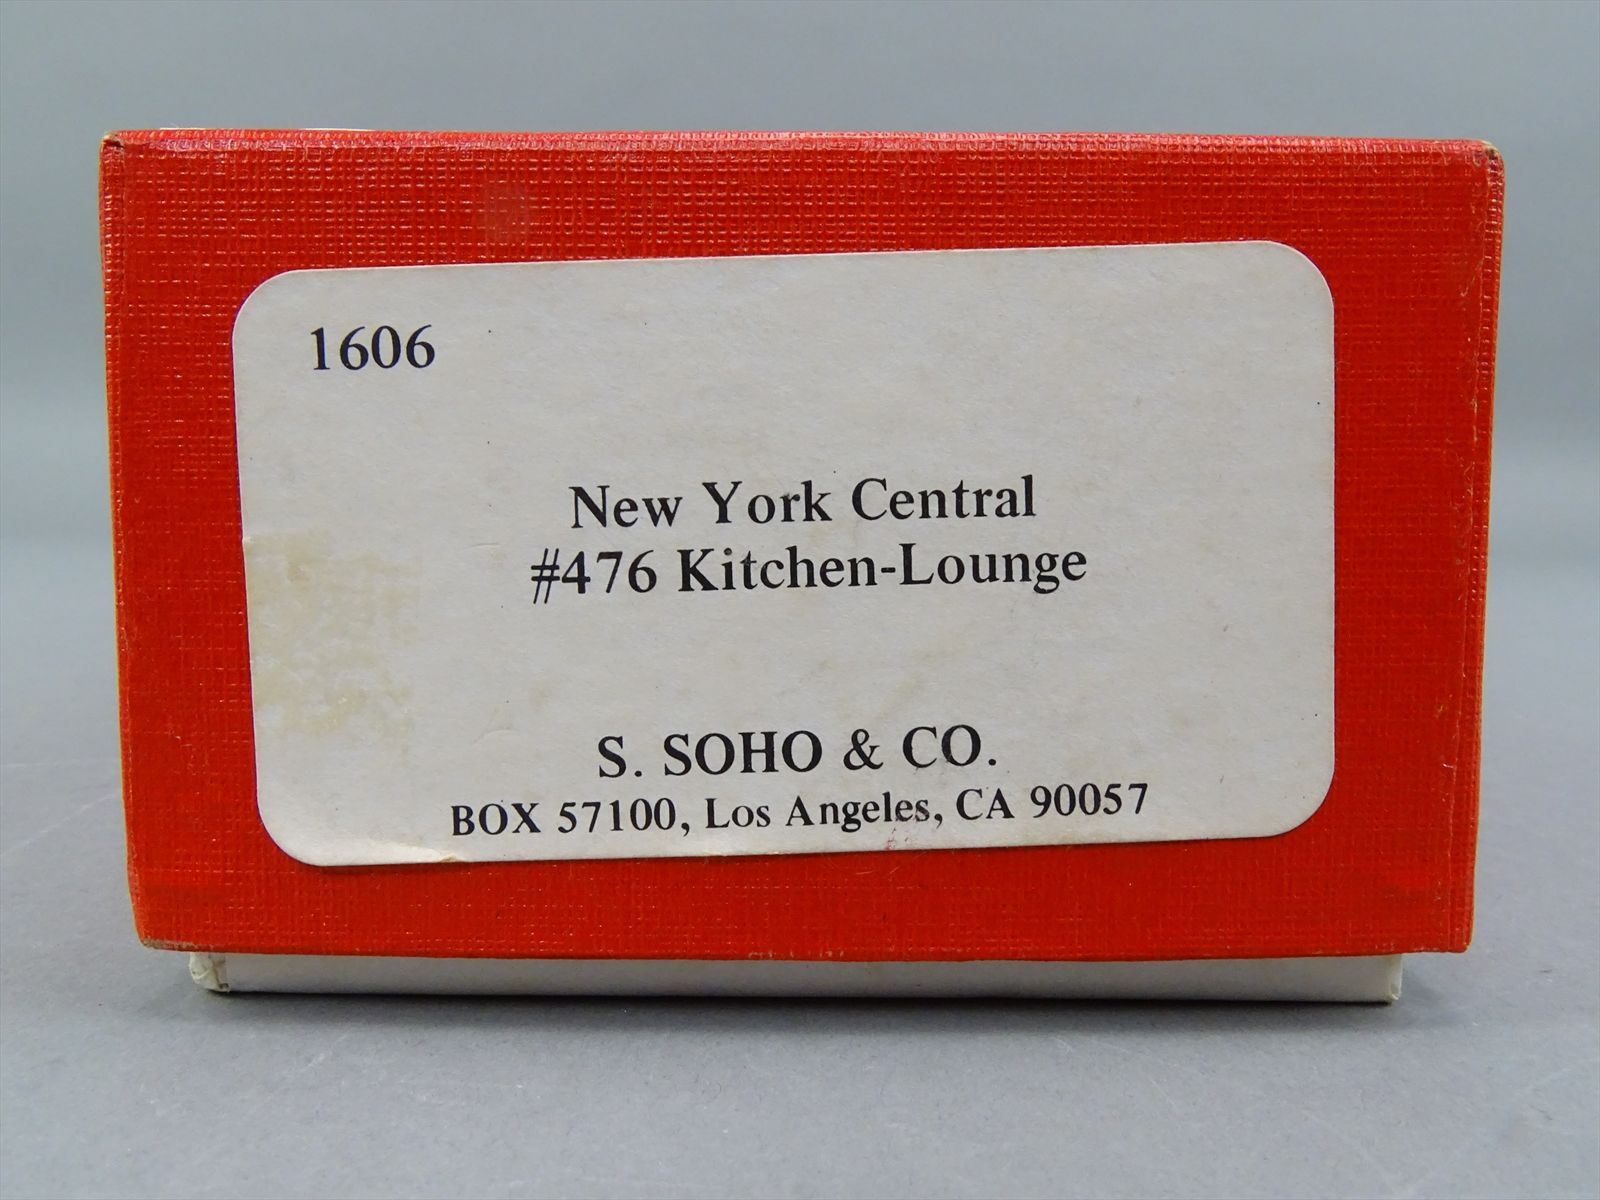 1606
New York Central
#476 Kitchen-Lounge
S. SOHO & CO.
BOX 57100, Los Angeles, CA 90057